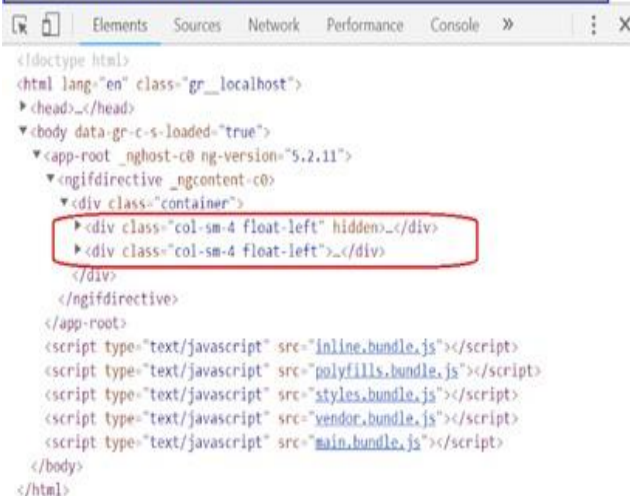 Elements Sources Network Performance Console »
<!doctype html>
<html lang="en" class="gr__localhost">
▶<head>…</head>
▼<body data-gr-c-s-loaded="true">
▼<app-root _nghost-c0 ng-version="5.2.11">
▼<ngifdirective _ngcontent-c0>
▼<div class="container">
▶<div class="col-sm-4 float-left" hidden>…</div>
▶<div class="col-sm-4 float-left">…</div>
</div>
</ngifdirective>
</app-root>
<script type="text/javascript" src="inline.bundle.js"></script>
<script type="text/javascript" src="polyfills.bundle.js"></script>
<script type="text/javascript" src="styles.bundle.js"></script>
<script type="text/javascript" src="vendor.bundle.js"></script>
<script type="text/javascript" src="main.bundle.js"></script>
</body>
</html>